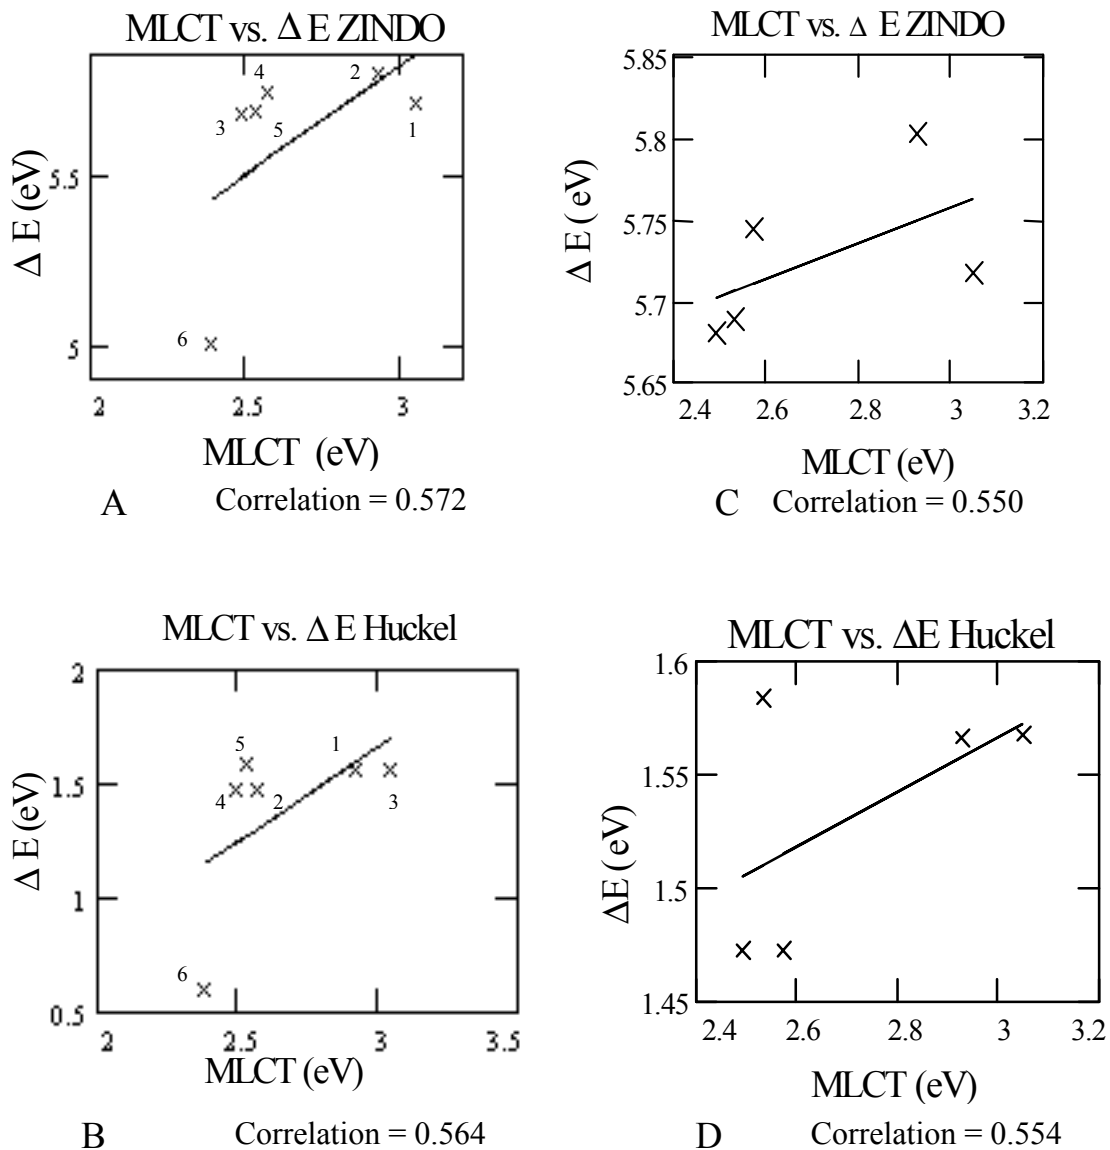 MLCT vs. Δ E ZINDO
4
2
3
5
1
5.5
Δ E (eV)
6
5
2
2.5
3
MLCT (eV)
A
Correlation = 0.572
MLCT vs. Δ E ZINDO
5.85
5.8
5.75
Δ E ( eV)
5.7
5.65
2.4
2.6
2.8
3
3.2
MLCT (eV)
C
Correlation = 0.550
MLCT vs. Δ E Huckel
2
5
1
1.5
4
2
3
Δ E (eV)
1
6
0.5
2
2.5
3
3.5
MLCT (eV)
B
Correlation = 0.564
MLCT vs. ΔE Huckel
1.6
1.55
ΔE ( eV)
1.5
1.45
2.4
2.6
2.8
3
3.2
MLCT (eV)
D
Correlation = 0.554